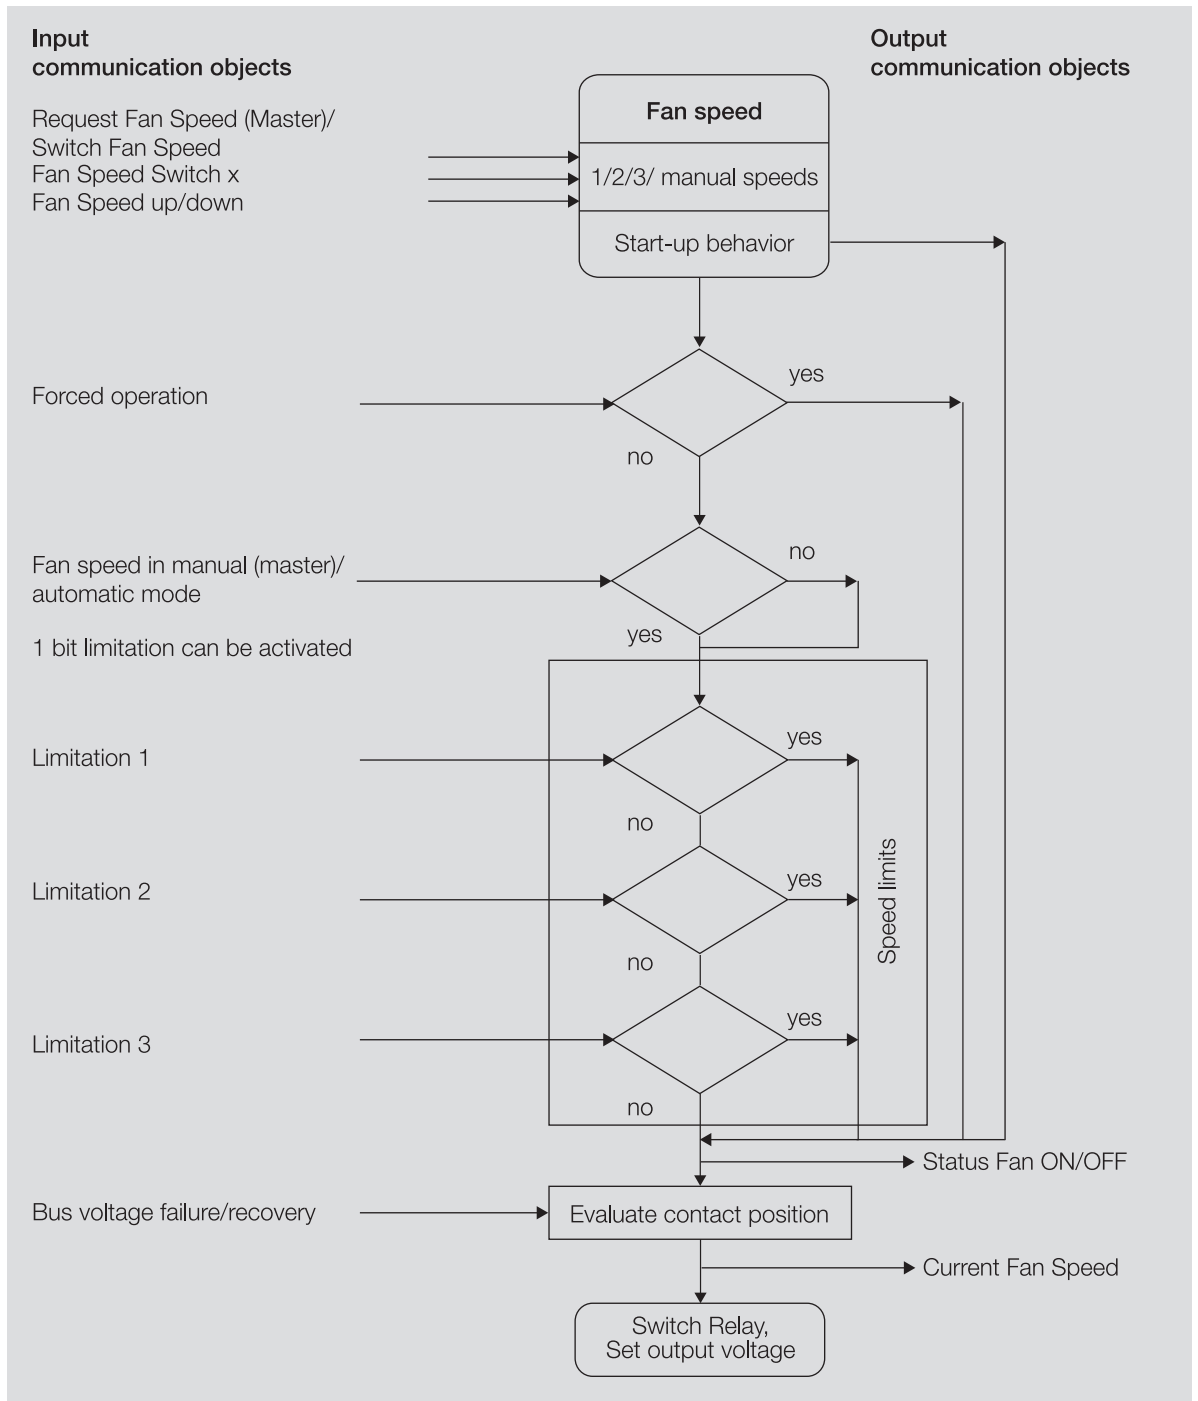 Input
communication objects
Output
communication objects
Request Fan Speed (Master)/
Switch Fan Speed
Fan Speed Switch x
Fan Speed up/down
Fan speed
1/2/3/ manual speeds
Start-up behavior
Forced operation
yes
no
Fan speed in manual (master)/
automatic mode
no
yes
1 bit limitation can be activated
Limitation 1
yes
no
Limitation 2
yes
no
Limitation 3
yes
no
Speed limits
Status Fan ON/OFF
Bus voltage failure/recovery
Evaluate contact position
Current Fan Speed
Switch Relay,
Set output voltage